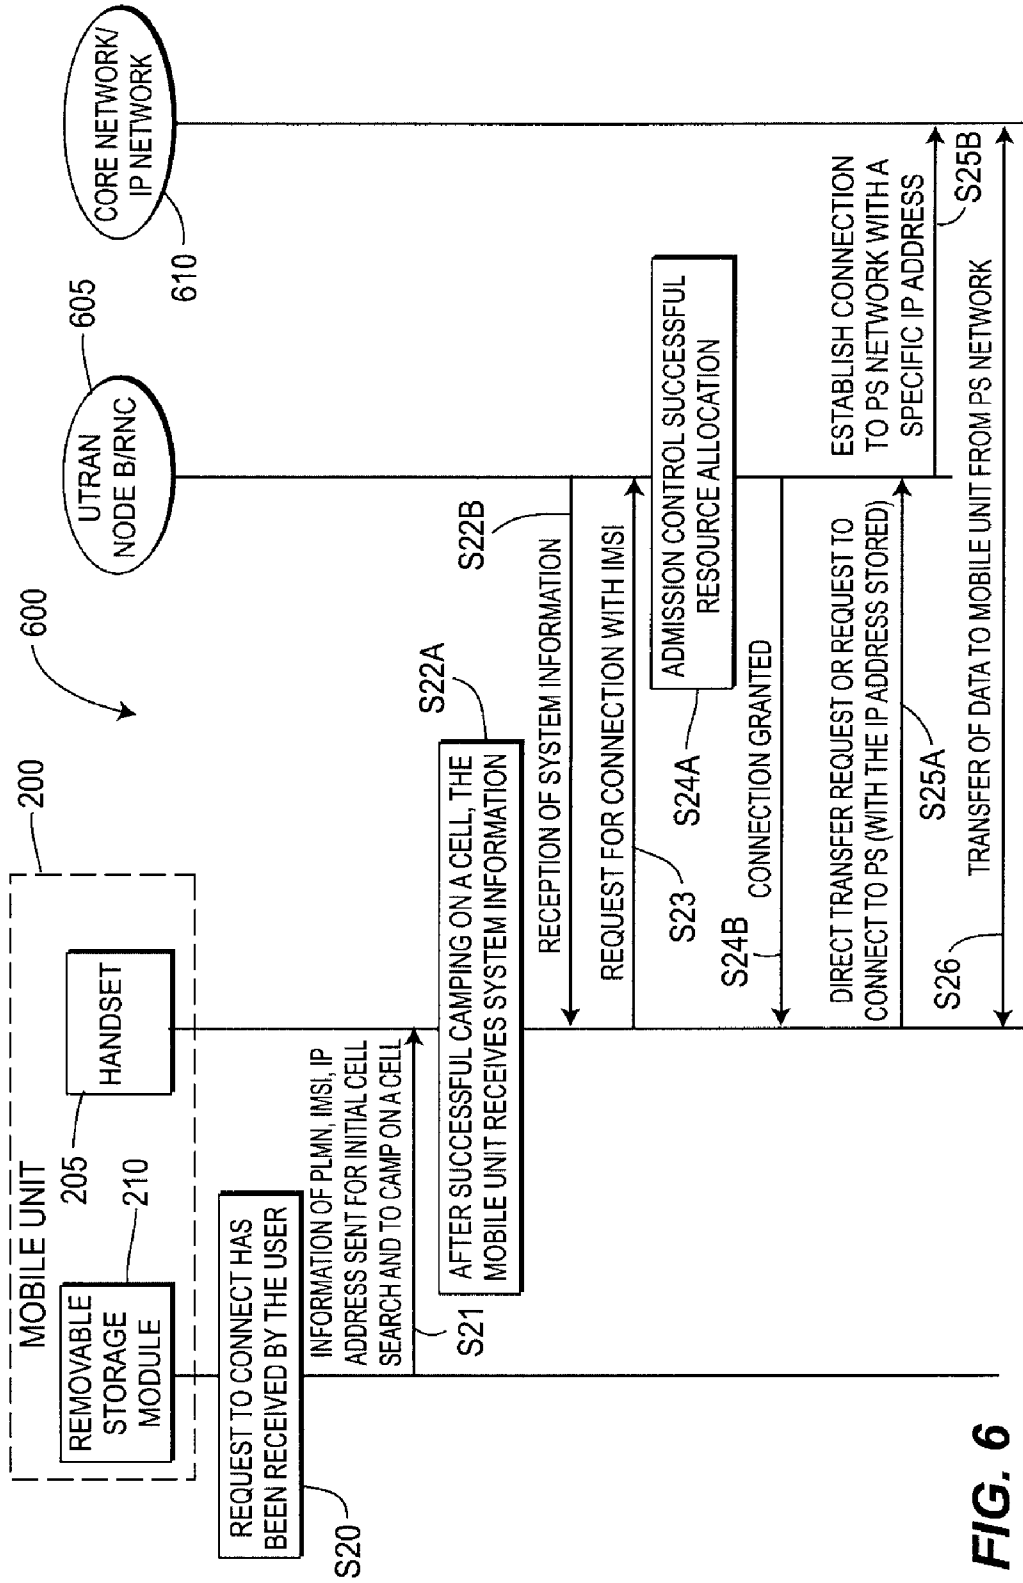 MOBILE UNIT
200
600
605
REMOVABLE
STORAGE
MODULE
210
205
HANDSET
UTRAN
NODE B/RNC
CORE NETWORK/
IP NETWORK
610
REQUEST TO CONNECT HAS
BEEN RECEIVED BY THE USER
S20
INFORMATION OF PLMN, IMSI, IP
ADDRESS SENT FOR INITIAL CELL
SEARCH AND TO CAMP ON A CELL
S21
AFTER SUCCESSFUL CAMPING ON A CELL, THE
MOBILE UNIT RECEIVES SYSTEM INFORMATION
S22A
S22B
RECEPTION OF SYSTEM INFORMATION
REQUEST FOR CONNECTION WITH IMSI
S23
ADMISSION CONTROL SUCCESSFUL
RESOURCE ALLOCATION
S24A
CONNECTION GRANTED
S24B
DIRECT TRANSFER REQUEST OR REQUEST TO
CONNECT TO PS (WITH THE IP ADDRESS STORED)
S25A
ESTABLISH CONNECTION
TO PS NETWORK WITH A
SPECIFIC IP ADDRESS
S25B
TRANSFER OF DATA TO MOBILE UNIT FROM PS NETWORK
S26
FIG. 6